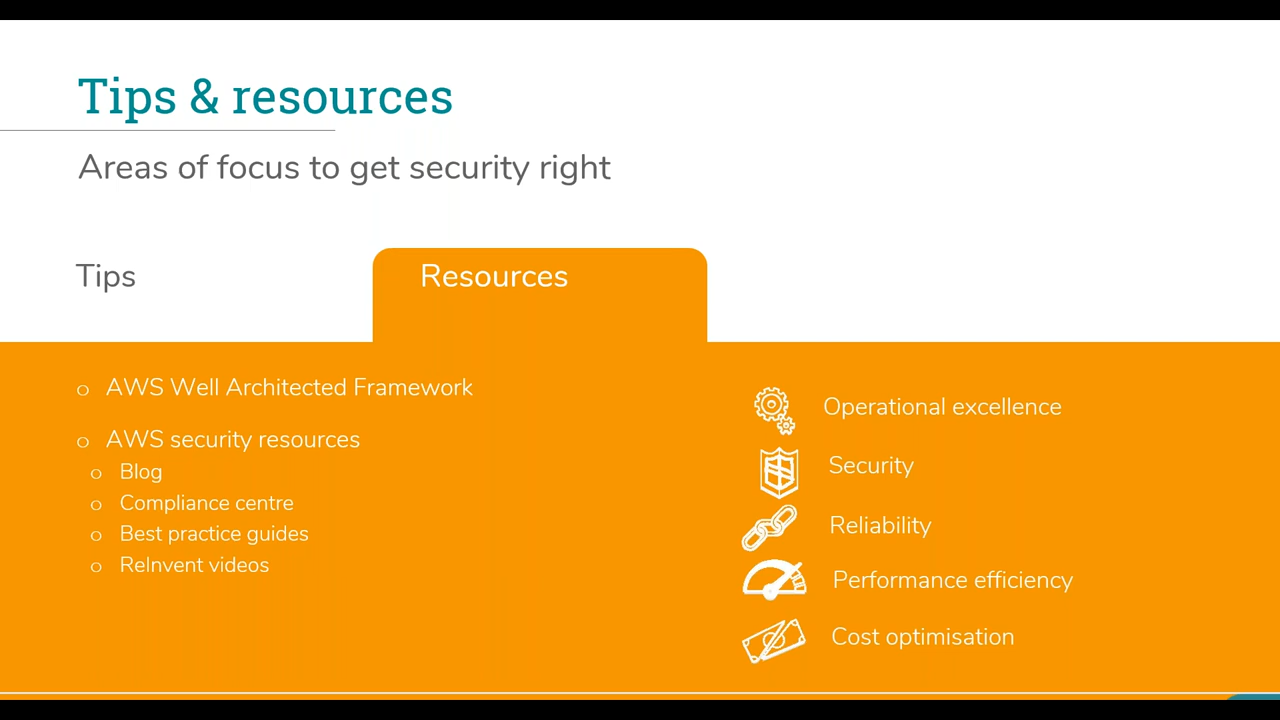 Tips & resources
Areas of focus to get security right
Tips
Resources
o AWS Well Architected Framework
o AWS security resources
o Blog
o Compliance centre
o Best practice guides
o ReInvent videos
Operational excellence
Security
Reliability
Performance efficiency
Cost optimisation